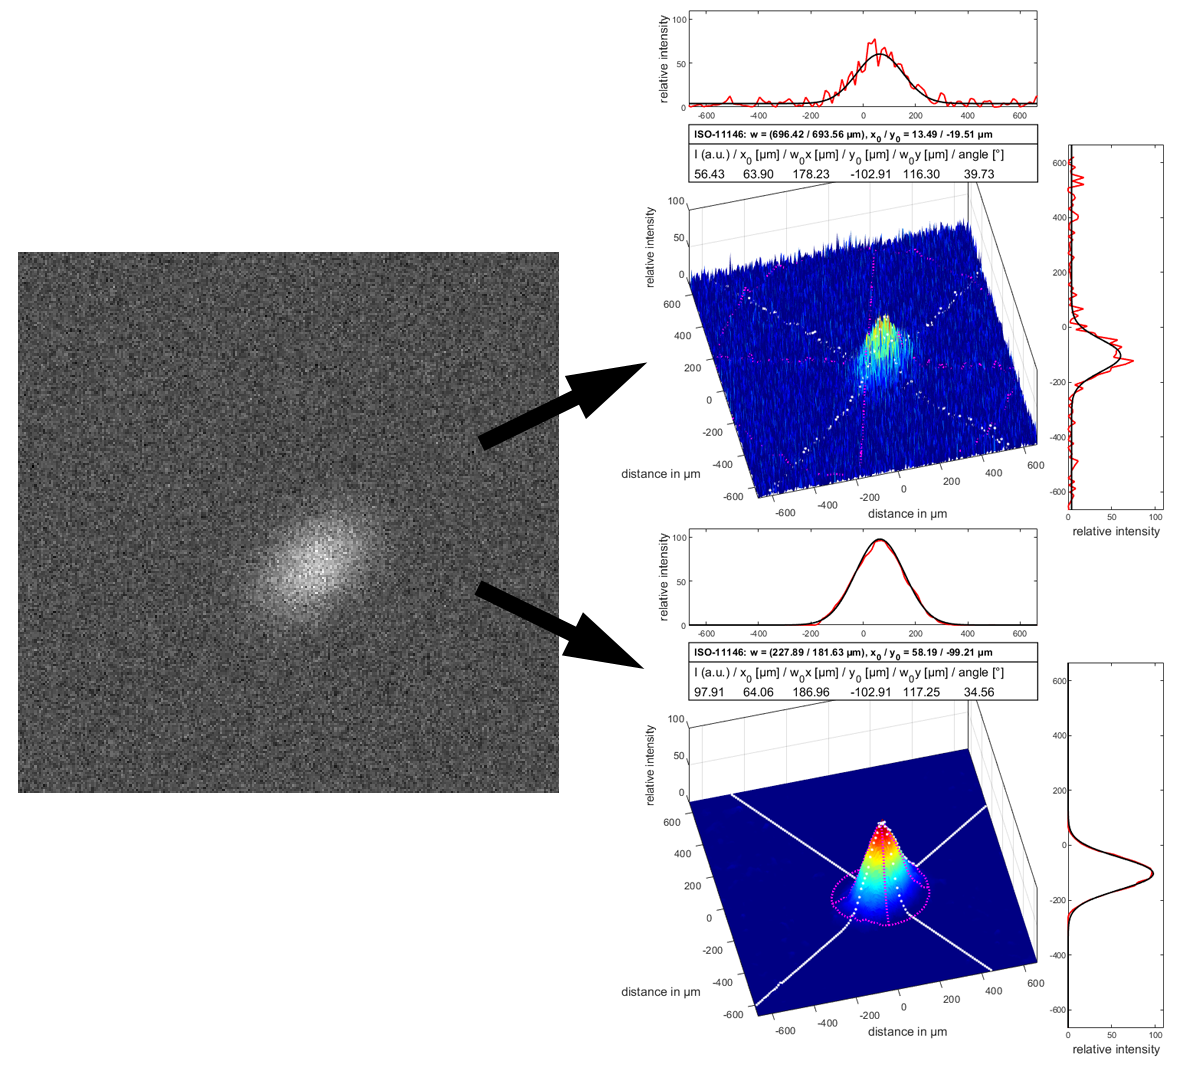 relative intensity
100
50
0
-600 -400 -200 0 200 400 600
ISO-11146: w = (696.42 / 693.56 µm), x0 / y0 = 13.49 / -19.51 µm
I (a.u.) / x0 [µm] / w0x [µm] / y0 [µm] / w0y [µm] / angle [°]
56.43 63.90 178.23 -102.91 116.30 39.73
relative intensity
100
50
0
600
400
200
0
-200
-400
-600
distance in µm
-600 -400 -200 0 200 400 600
distance in µm
600
400
200
0
-200
-400
-600
0 50 100
relative intensity
relative intensity
100
50
0
-600 -400 -200 0 200 400 600
ISO-11146: w = (227.89 / 181.63 µm), x0 / y0 = 58.19 / -99.21 µm
I (a.u.) / x0 [µm] / w0x [µm] / y0 [µm] / w0y [µm] / angle [°]
97.91 64.06 186.96 -102.91 117.25 34.56
relative intensity
100
50
0
600
400
200
0
-200
-400
-600
distance in µm
-600 -400 -200 0 200 400 600
distance in µm
600
400
200
0
-200
-400
-600
0 50 100
relative intensity